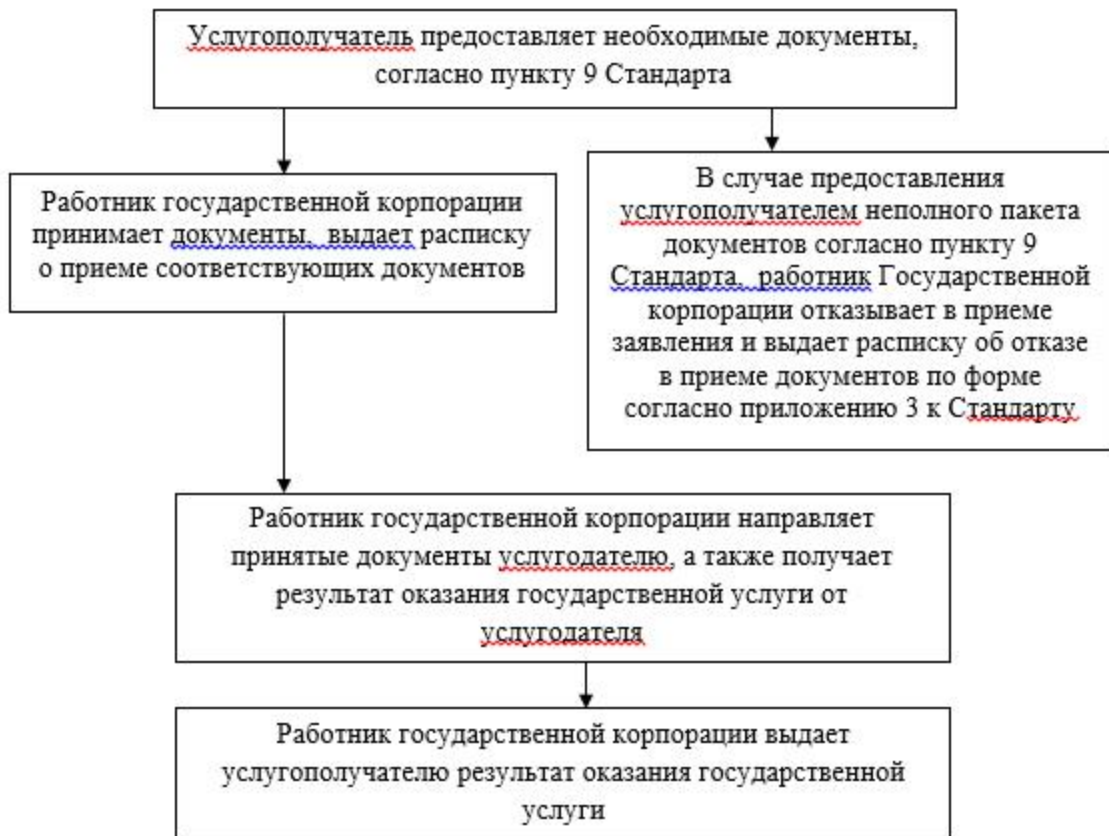 Услугополучатель предоставляет необходимые документы,
согласно пункту 9 Стандарта
Работник государственной корпорации
принимает документы, выдает расписку
о приеме соответствующих документов
В случае предоставления
услугополучателем неполного пакета
документов согласно пункту 9
Стандарта, работник Государственной
корпорации отказывает в приеме
заявления и выдает расписку об отказе
в приеме документов по форме
согласно приложению 3 к Стандарту
Работник государственной корпорации направляет
принятые документы услугодателю, а также получает
результат оказания государственной услуги от
услугодателя
Работник государственной корпорации выдает
услугополучателю результат оказания государственной
услуги